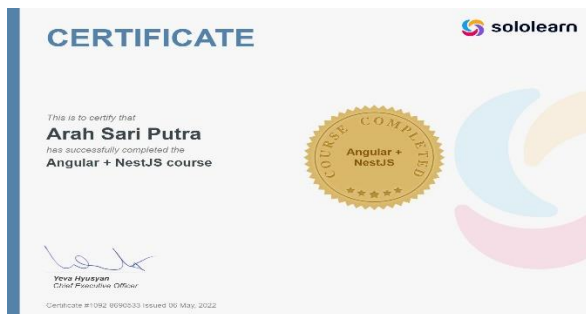 CERTIFICATE
sololearn
This is to certify that
Arah Sari Putra
has successfully completed the
Angular + NestJS course
COURSE COMPLETED
Angular +
NestJS
Yeva Hyusyan
Chief Executive Officer
Certificate #1092 8690533 Issued 06 May, 2022